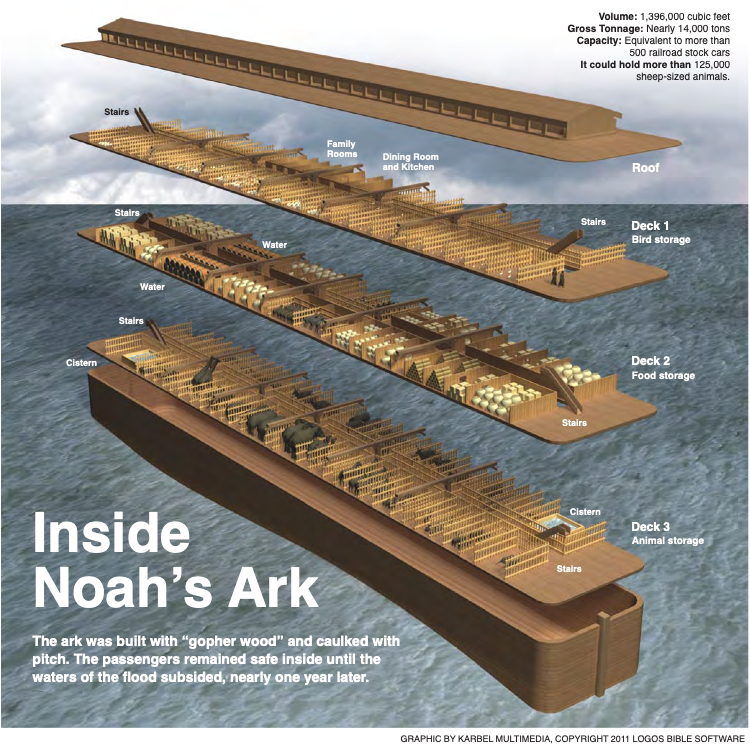 Volume: 1,396,000 cubic feet
Gross Tonnage: Nearly 14,000 tons
Capacity: Equivalent to more than
500 railroad stock cars
It could hold more than 125,000
sheep-sized animals.
Roof
Stairs
Family
Rooms
Dining Room
and Kitchen
Stairs
Deck 1
Bird storage
Stairs
Water
Water
Deck 2
Food storage
Stairs
Stairs
Cistern
Cistern
Deck 3
Animal storage
Stairs
Inside
Noah’s Ark
The ark was built with “gopher wood” and caulked with
pitch. The passengers remained safe inside until the
waters of the flood subsided, nearly one year later.
GRAPHIC BY KARBEL MULTIMEDIA, COPYRIGHT 2011 LOGOS BIBLE SOFTWARE